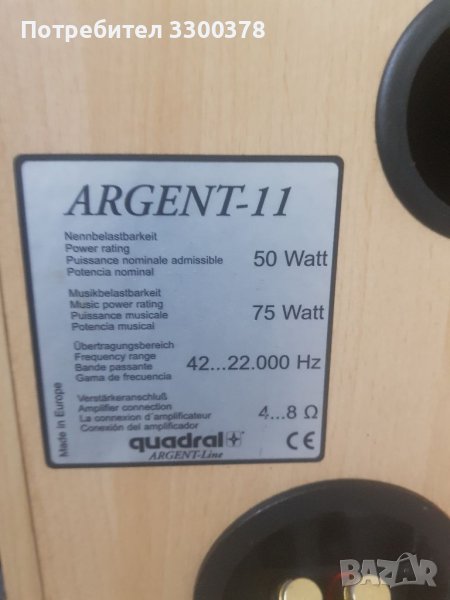 Потребител 3300378
ARGENT-11
Nennbelastbarkeit
Power rating
Puissance nominale admissible
Potencia nominal
50 Watt
Musikbelastbarkeit
Music power rating
Puissance musicale
Potencia musical
75 Watt
Übertragungsbereich
Frequency range
Bande passante
Gama de frecuencia
42...22.000 Hz
Verstärkeranschluß
Amplifier connection
La connexion d´amplificateur
Conexión del amplificador
4...8 Ω
Made in Europe
quadral
ARGENT-Line
CE
BAZAR